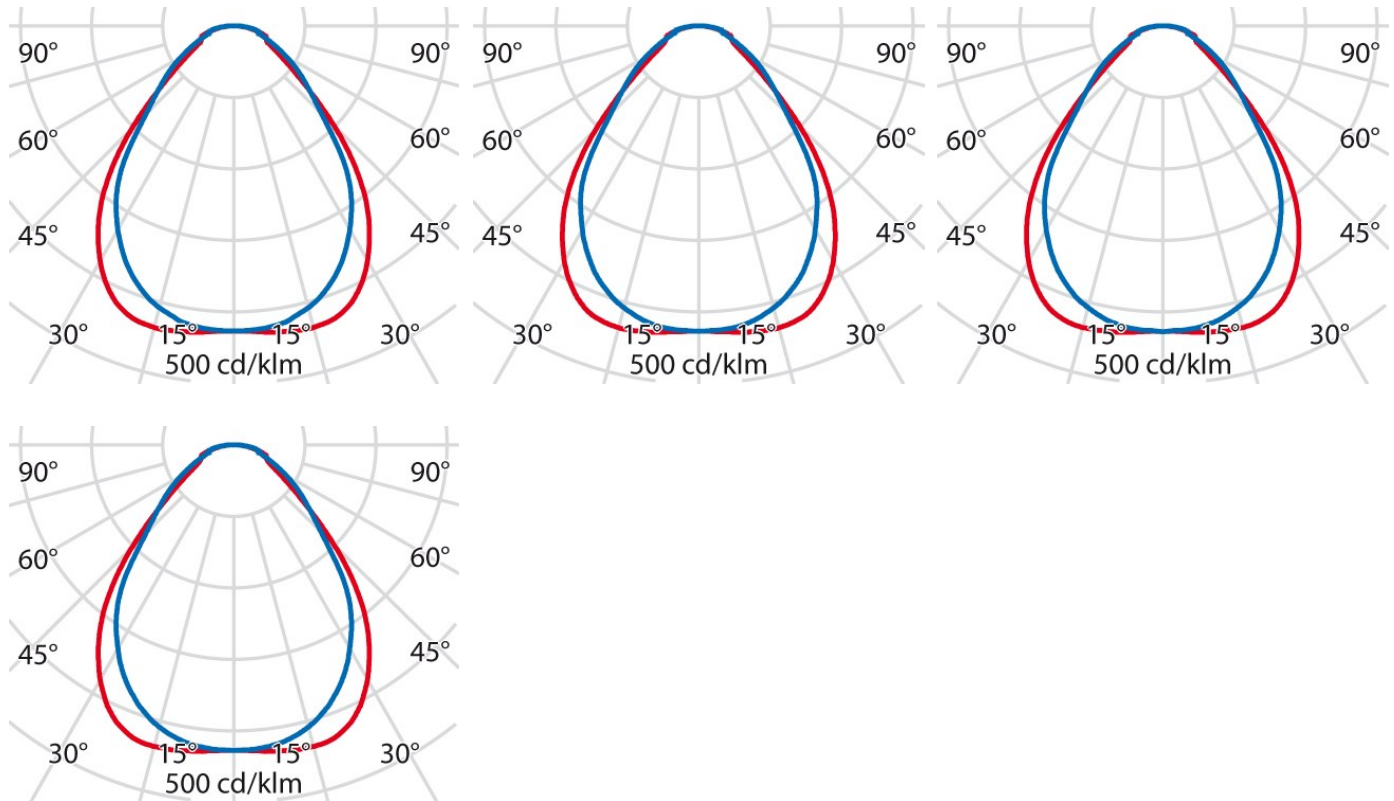 90° 90° 90° 90° 90° 90°
60° 60° 60° 60° 60° 60°
45° 45° 45° 45° 45° 45°
30° 15° 15° 30° 30° 15° 15° 30° 30° 15° 15° 30°
500 cd/klm 500 cd/klm 500 cd/klm
90° 90°
60° 60°
45° 45°
30° 15° 15° 30°
500 cd/klm